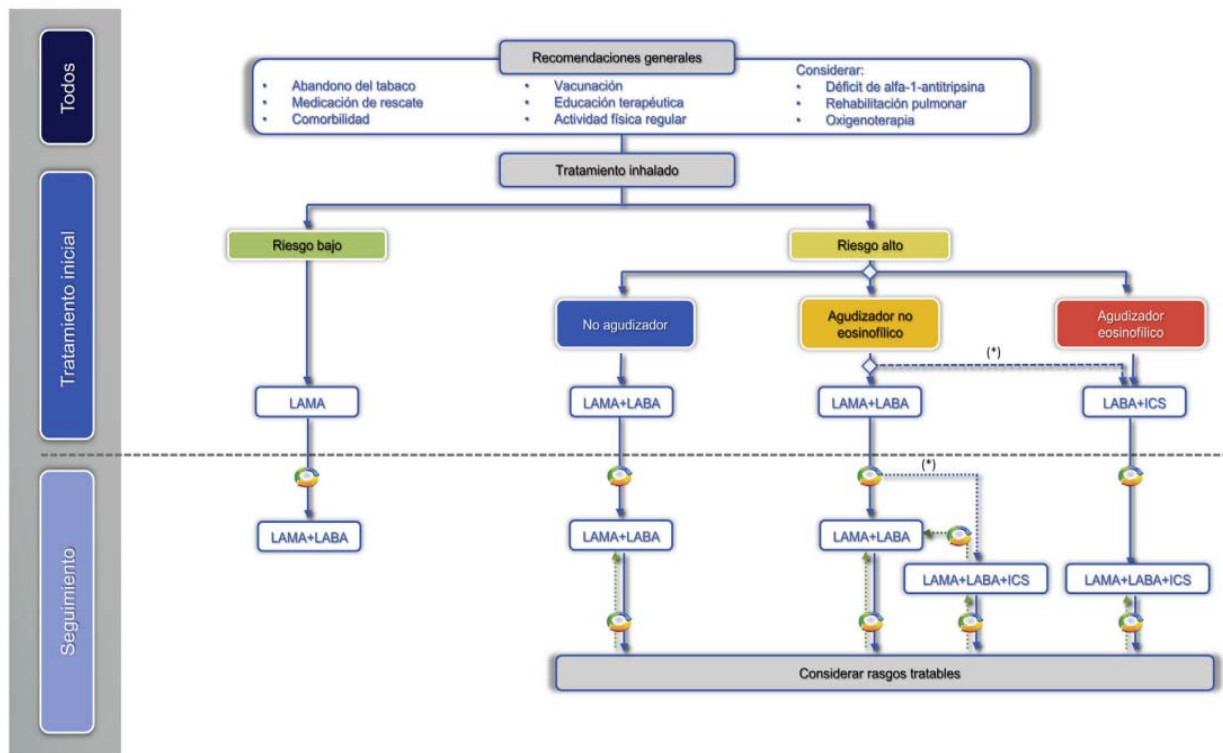 Todos
Recomendaciones generales
• Abandono del tabaco
• Medicación de rescate
• Comorbilidad
• Vacunación
• Educación terapéutica
• Actividad física regular
Considerar:
• Déficit de alfa-1-antitripsina
• Rehabilitación pulmonar
• Oxigenoterapia
Tratamiento inicial
Tratamiento inhalado
Riesgo bajo
Riesgo alto
No agudizador
Agudizador no
eosinofílico
Agudizador
eosinofílico
(*)
LAMA
LAMA+LABA
LAMA+LABA
LABA+ICS
Seguimiento
(*)
LAMA+LABA
LAMA+LABA
LAMA+LABA
LAMA+LABA+ICS
LAMA+LABA+ICS
Considerar rasgos tratables